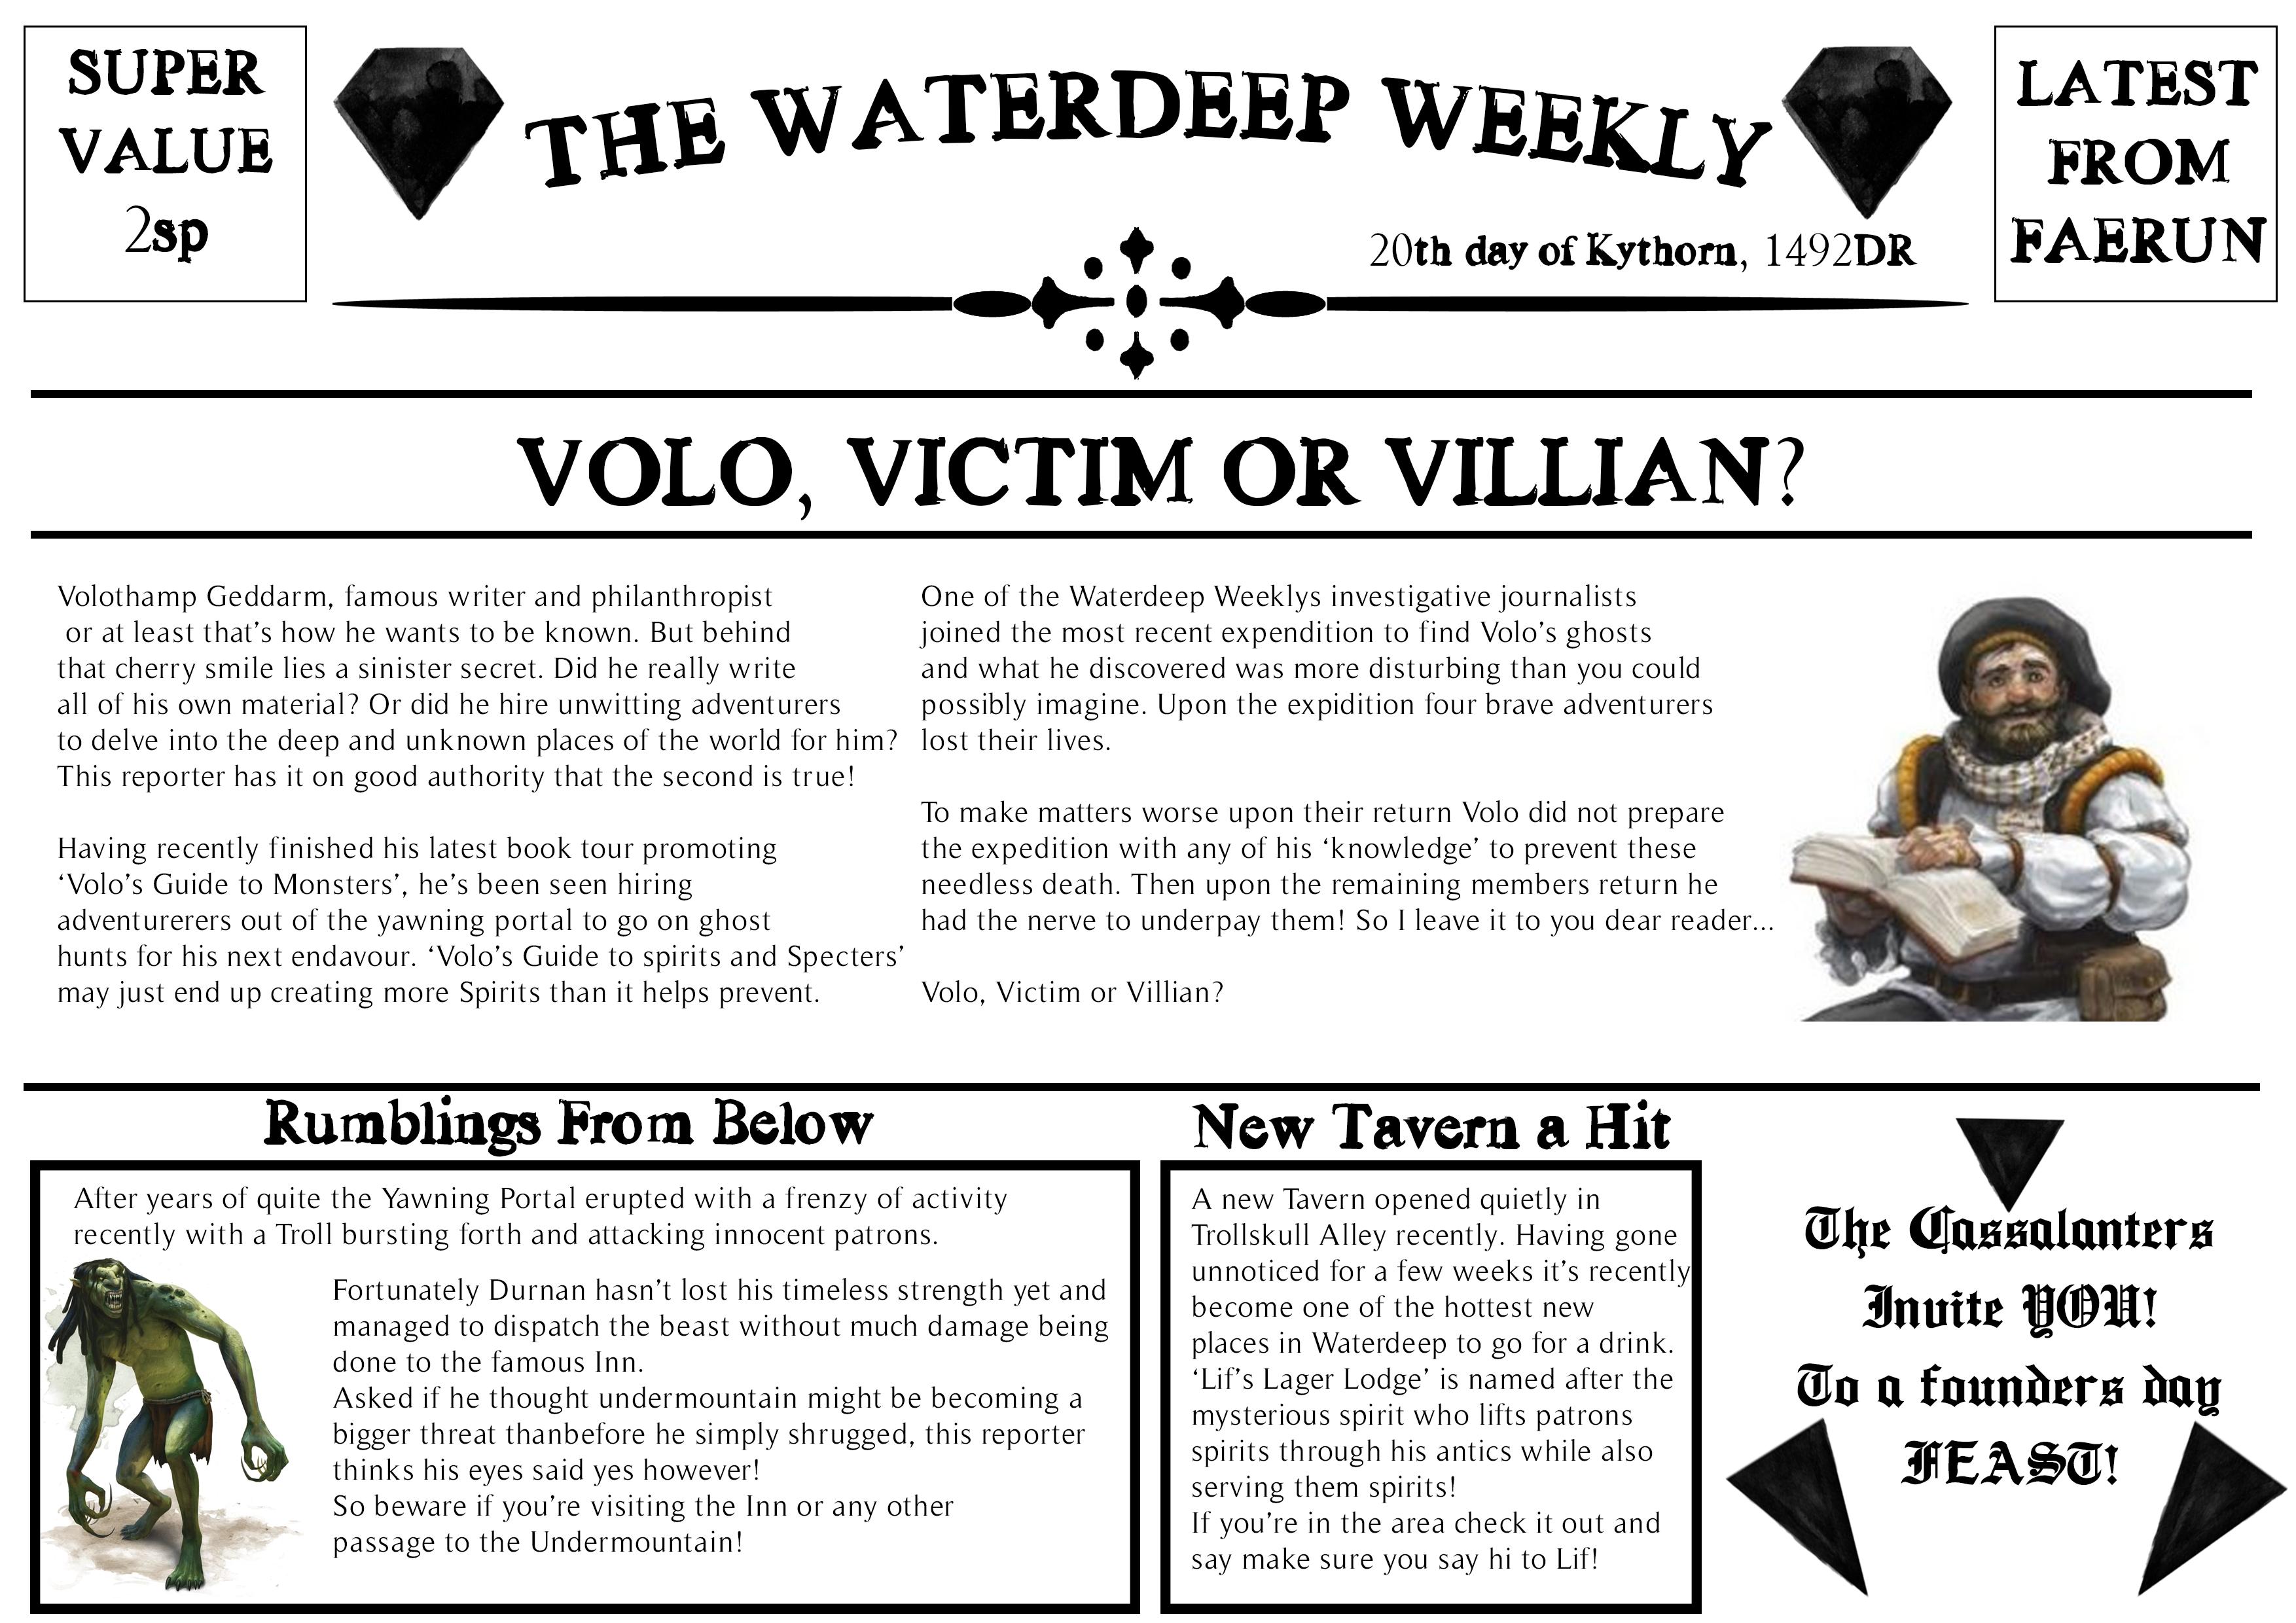 SUPER
VALUE
2sp
THE WATERDEEP WEEKLY
20th day of Kythorn, 1492DR
LATEST
FROM
FAERUN
VOLO, VICTIM OR VILLIAN?
Volothamp Geddarm, famous writer and philanthropist
or at least that's how he wants to be known. But behind
that cherry smile lies a sinister secret. Did he really write
all of his own material? Or did he hire unwitting adventurers
to delve into the deep and unknown places of the world for him?
This reporter has it on good authority that the second is true!
Having recently finished his latest book tour promoting
‘Volo’s Guide to Monsters’, he’s been seen hiring
adventurerers out of the yawning portal to go on ghost
hunts for his next endavour. ‘Volo’s Guide to spirits and Specters’
may just end up creating more Spirits than it helps prevent.
One of the Waterdeep Weeklys investigative journalists
joined the most recent expendition to find Volo’s ghosts
and what he discovered was more disturbing than you could
possibly imagine. Upon the expidition four brave adventurers
lost their lives.
To make matters worse upon their return Volo did not prepare
the expedition with any of his ‘knowledge’ to prevent these
needless death. Then upon the remaining members return he
had the nerve to underpay them! So I leave it to you dear reader...
Volo, Victim or Villian?
Rumblings From Below
After years of quite the Yawning Portal erupted with a frenzy of activity
recently with a Troll bursting forth and attacking innocent patrons.
Fortunately Durnan hasn’t lost his timeless strength yet and
managed to dispatch the beast without much damage being
done to the famous Inn.
Asked if he thought undermountain might be becoming a
bigger threat thanbefore he simply shrugged, this reporter
thinks his eyes said yes however!
So beware if you’re visiting the Inn or any other
passage to the Undermountain!
New Tavern a Hit
A new Tavern opened quietly in
Trollskull Alley recently. Having gone
unnoticed for a few weeks it’s recently
become one of the hottest new
places in Waterdeep to go for a drink.
‘Lif’s Lager Lodge’ is named after the
mysterious spirit who lifts patrons
spirits through his antics while also
serving them spirits!
If you’re in the area check it out and
say make sure you say hi to Lif!
The Cassalanters
Invite YOU!
To a founders day
FEAST!